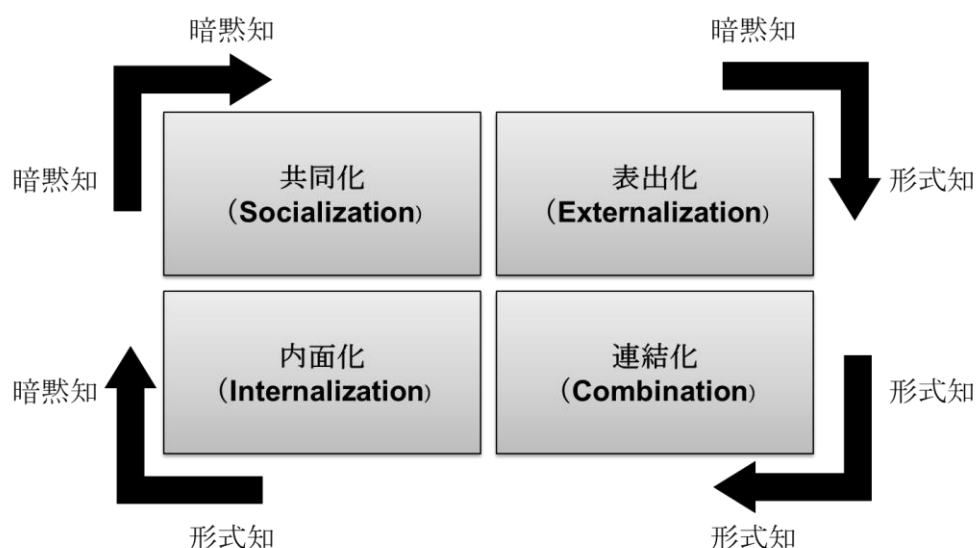 暗黙知
暗黙知
暗黙知
形式知
共同化
（Socialization）
表出化
（Externalization）
内面化
（Internalization）
連結化
（Combination）
暗黙知
形式知
形式知
形式知